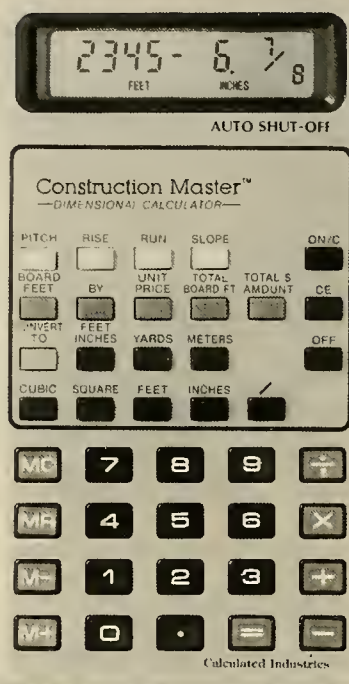 2345- 6. 7/8
FEET INCHES
AUTO SHUT-OFF
Construction Master™
—DIMENSIONAL CALCULATOR—
PITCH RISE RUN SLOPE ON/C
BOARD FEET BY UNIT PRICE TOTAL BOARD FT TOTAL $ AMOUNT CE
CONVERT TO FEET INCHES YARDS METERS OFF
CUBIC SQUARE FEET INCHES /
MC 7 8 9 ÷
MR 4 5 6 ×
M- 1 2 3 +
M+ 0 . = −
Calculated Industries